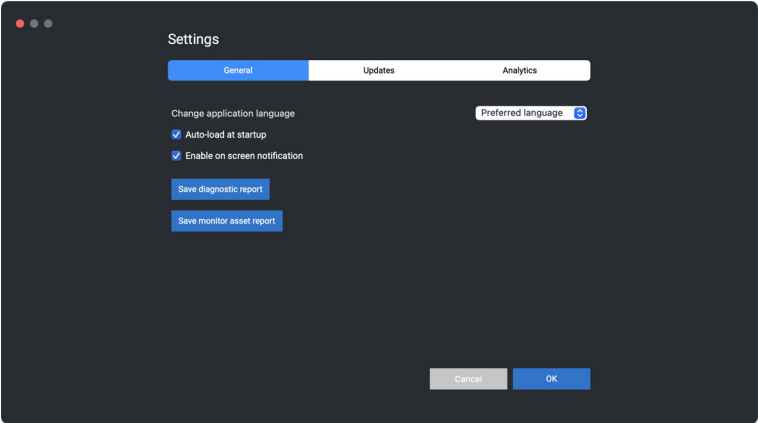 Settings
General
Updates
Analytics
Change application language
Preferred language
Auto-load at startup
Enable on screen notification
Save diagnostic report
Save monitor asset report
Cancel
OK